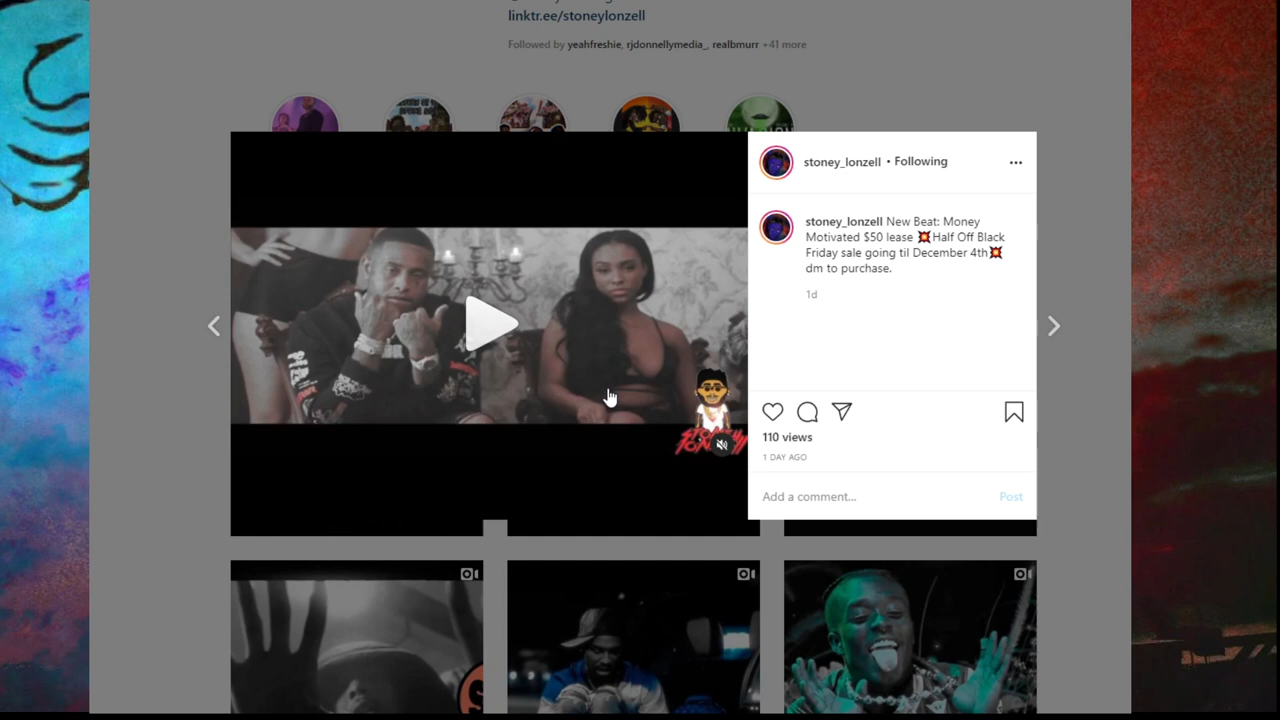 linktr.ee/stoneylonzell
Followed by yeahfreshie, rjdonnellymedia_, realbmurr +41 more
stoney_lonzell • Following
stoney_lonzell New Beat: Money
Motivated $50 lease 💥Half Off Black
Friday sale going til December 4th💥
dm to purchase.
1d
110 views
1 DAY AGO
Add a comment...
Post